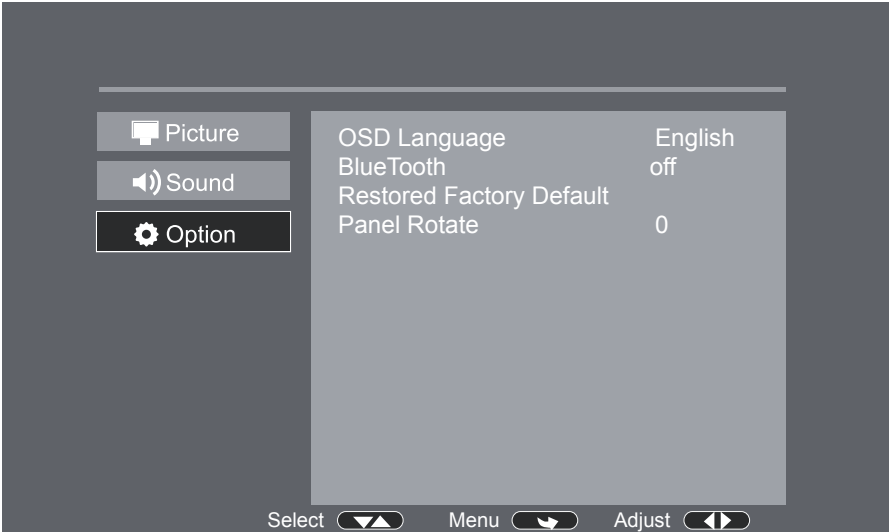 Picture
Sound
Option
OSD Language English
BlueTooth off
Restored Factory Default
Panel Rotate 0
Select Menu Adjust